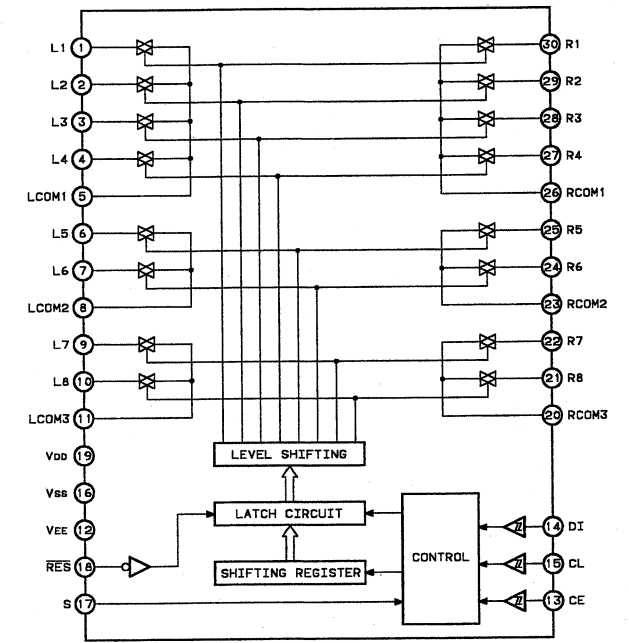 L1 1 30 R1
L2 2 29 R2
L3 3 28 R3
L4 4 27 R4
LCOM1 5 26 RCOM1
L5 6 25 R5
L6 7 24 R6
LCOM2 8 23 RCOM2
L7 9 22 R7
L8 10 21 R8
LCOM3 11 20 RCOM3
VDD 19 LEVEL SHIFTING
VSS 16
LATCH CIRCUIT
VEE 12 14 DI
CONTROL
RES 18 SHIFTING REGISTER 15 CL
S 17 13 CE